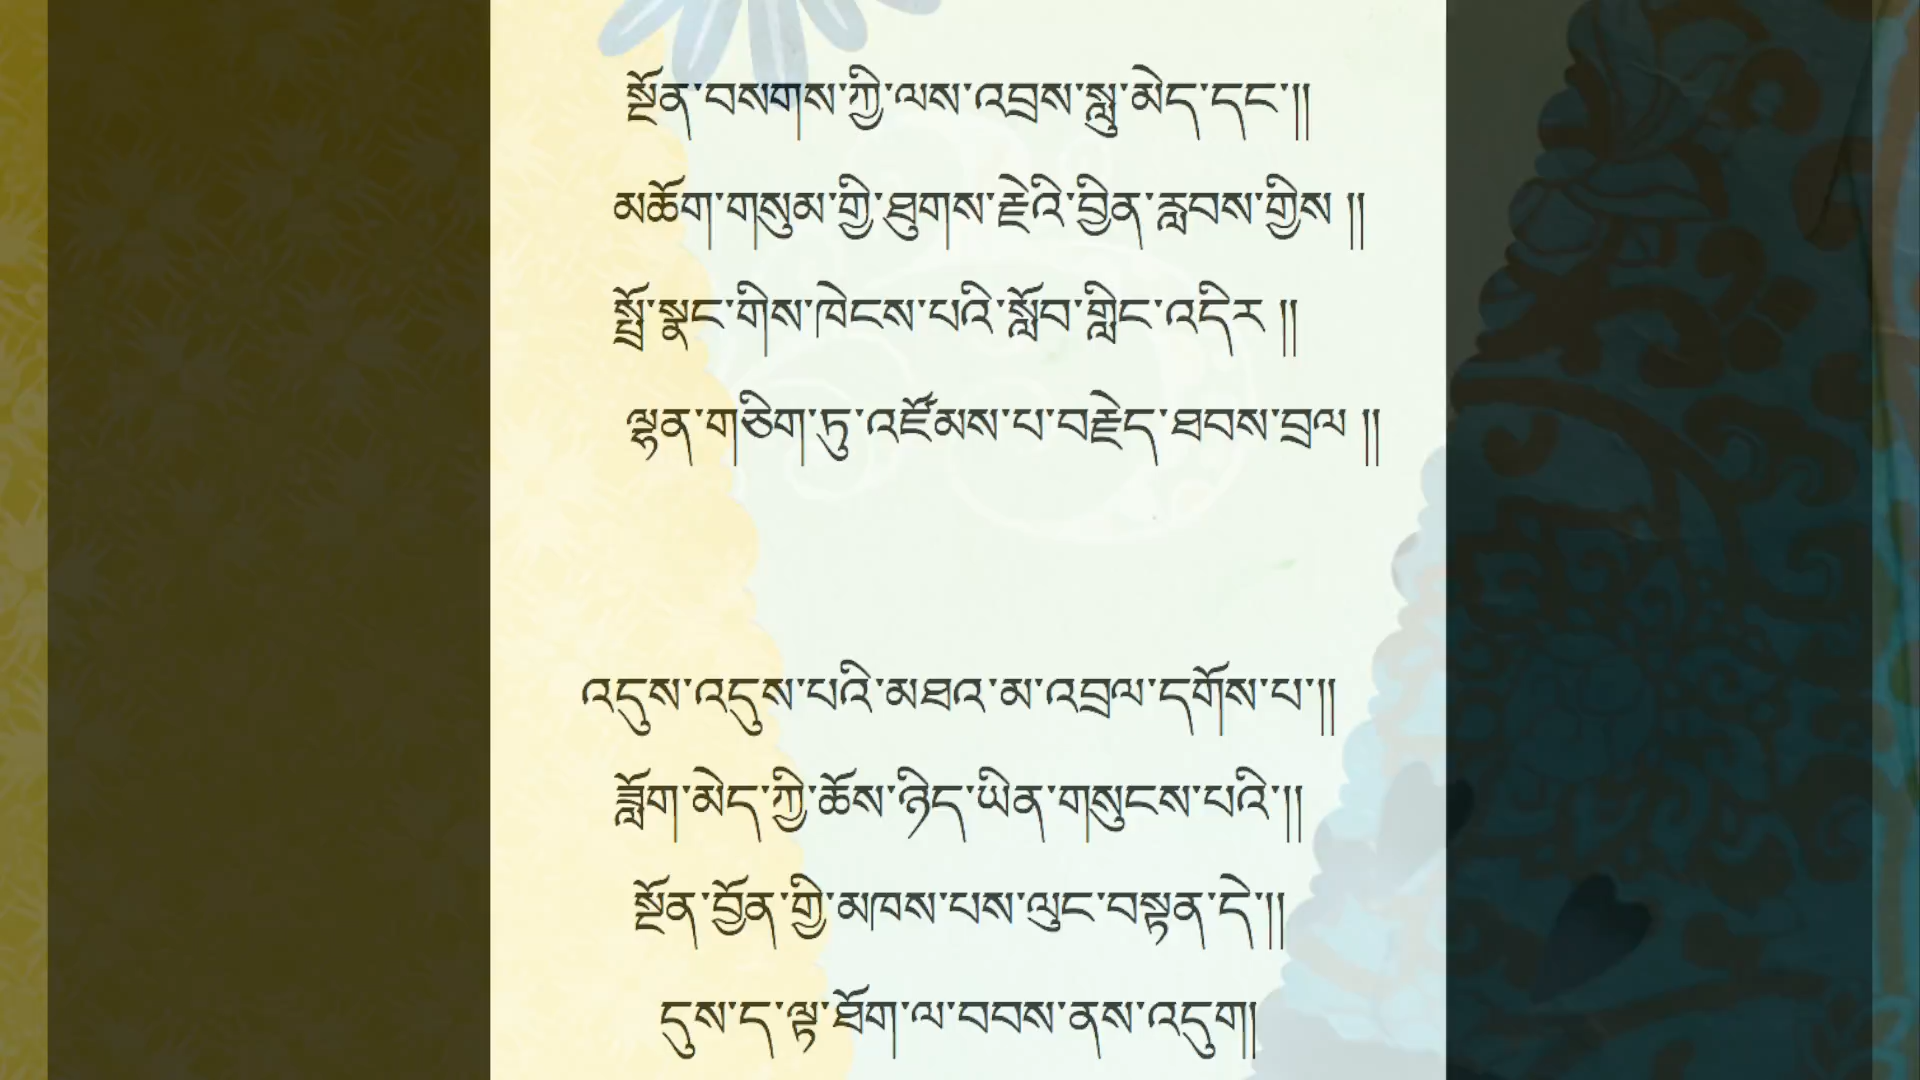 སྔོན་བསགས་ཀྱི་ལས་འབྲས་སླུ་མེད་དང་།།
མཆོག་གསུམ་གྱི་ཐུགས་རྗེའི་བྱིན་རླབས་གྱིས །།
སྤྲོ་སྣང་གིས་ཁེངས་པའི་སློབ་གླིང་འདིར །།
ལྷན་གཅིག་ཏུ་འཛོམས་པ་བརྗེད་ཐབས་བྲལ །།
འདུས་འདུས་པའི་མཐའ་མ་འབྲལ་དགོས་པ་།།
ཟློག་མེད་ཀྱི་ཆོས་ཉིད་ཡིན་གསུངས་པའི་།།
སྔོན་བྱོན་གྱི་མཁས་པས་ལུང་བསྟན་དེ་།།
དུས་ད་ལྟ་ཐོག་ལ་བབས་ནས་འདུག།